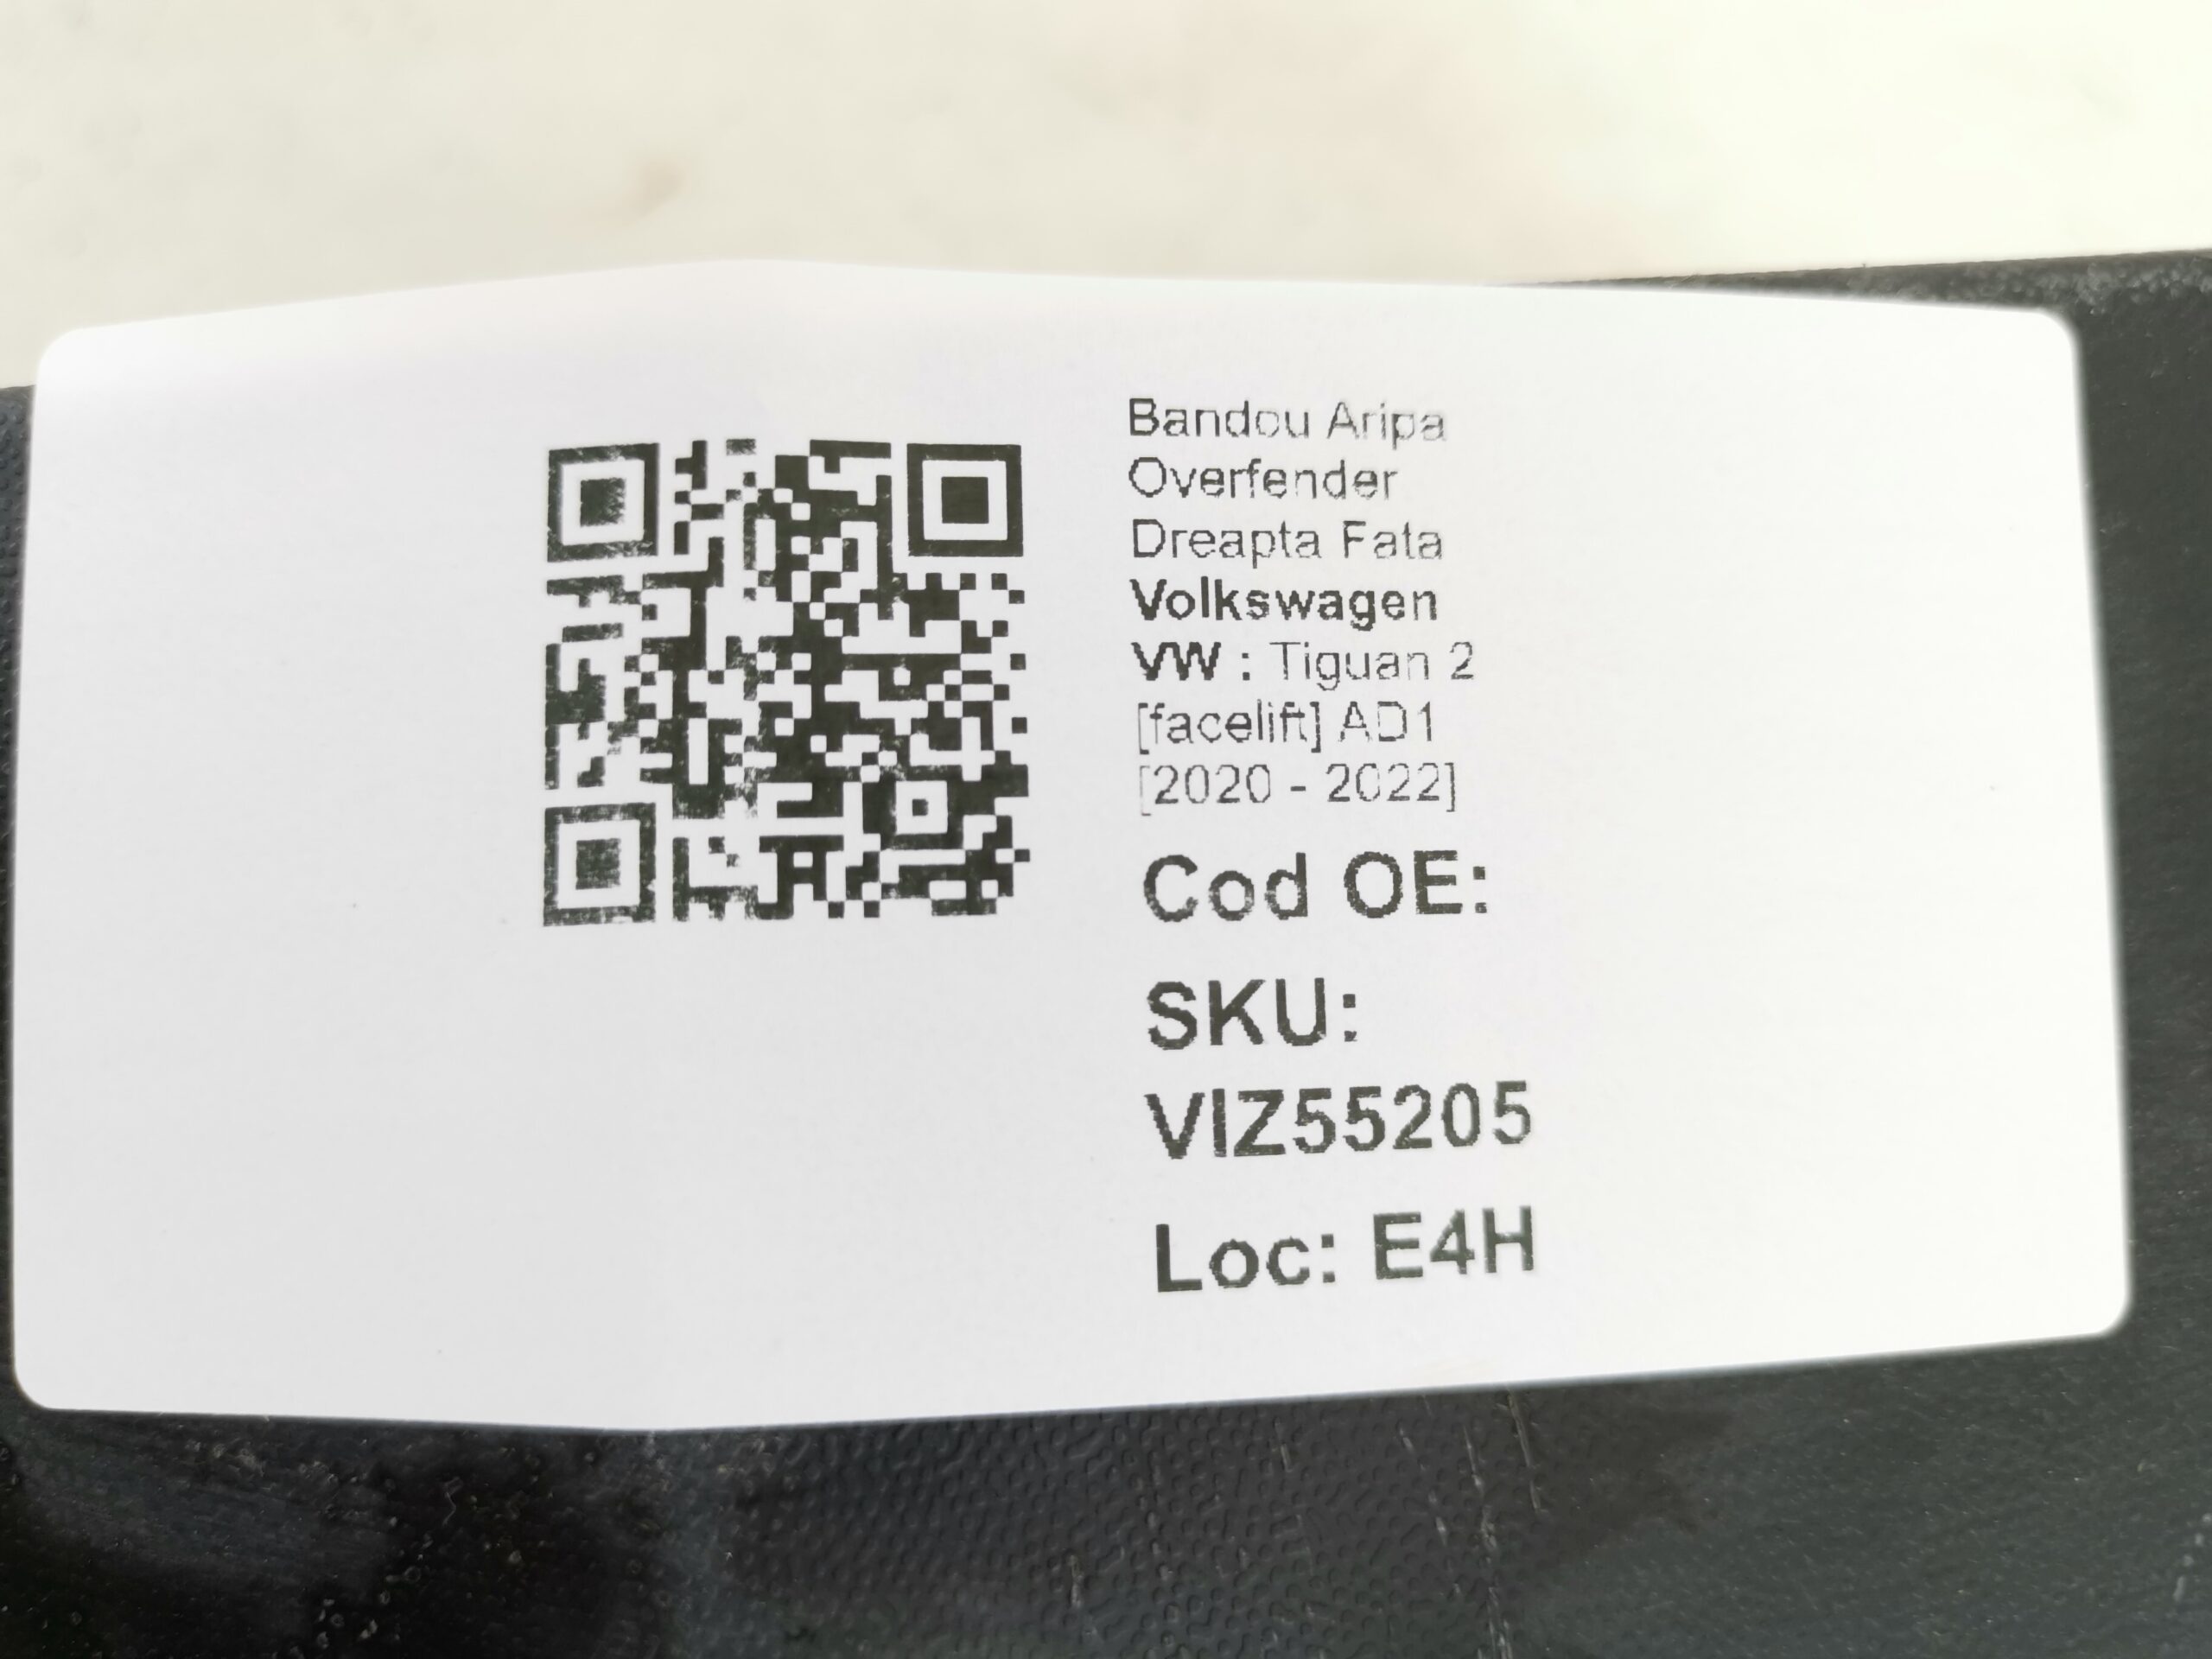 Bandou Aripa
Overfender
Dreapta Fata
Volkswagen
VW : Tiguan 2
[facelift] AD1
[2020 - 2022]
Cod OE:
SKU:
VIZ55205
Loc: E4H